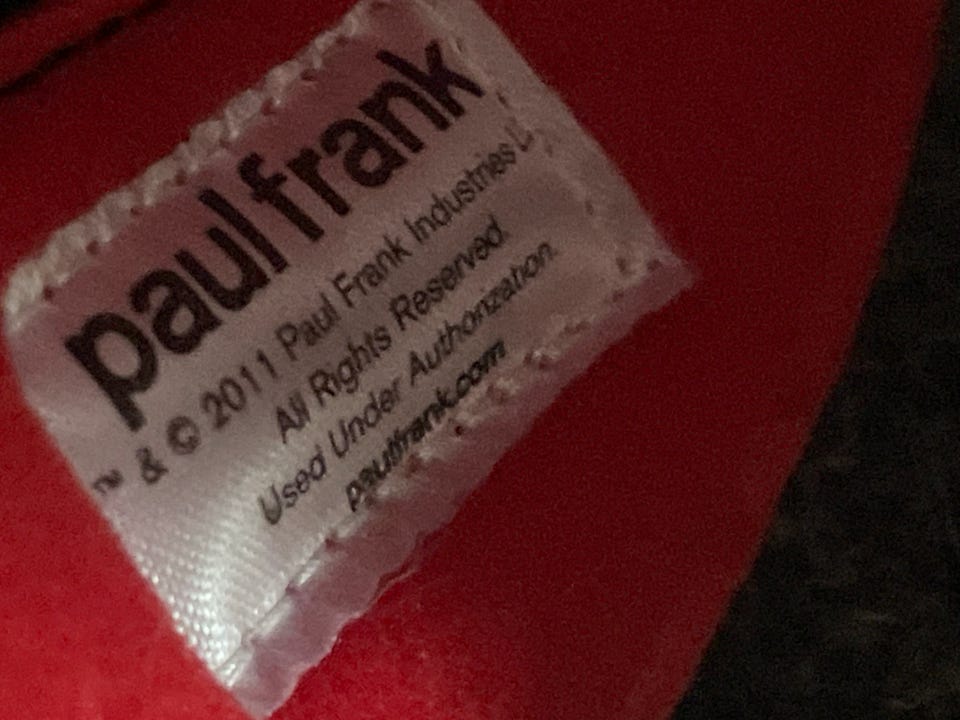 paul frank
™ & © 2011 Paul Frank Industries
All Rights Reserved.
Used Under Authorization.
paulfrank.com